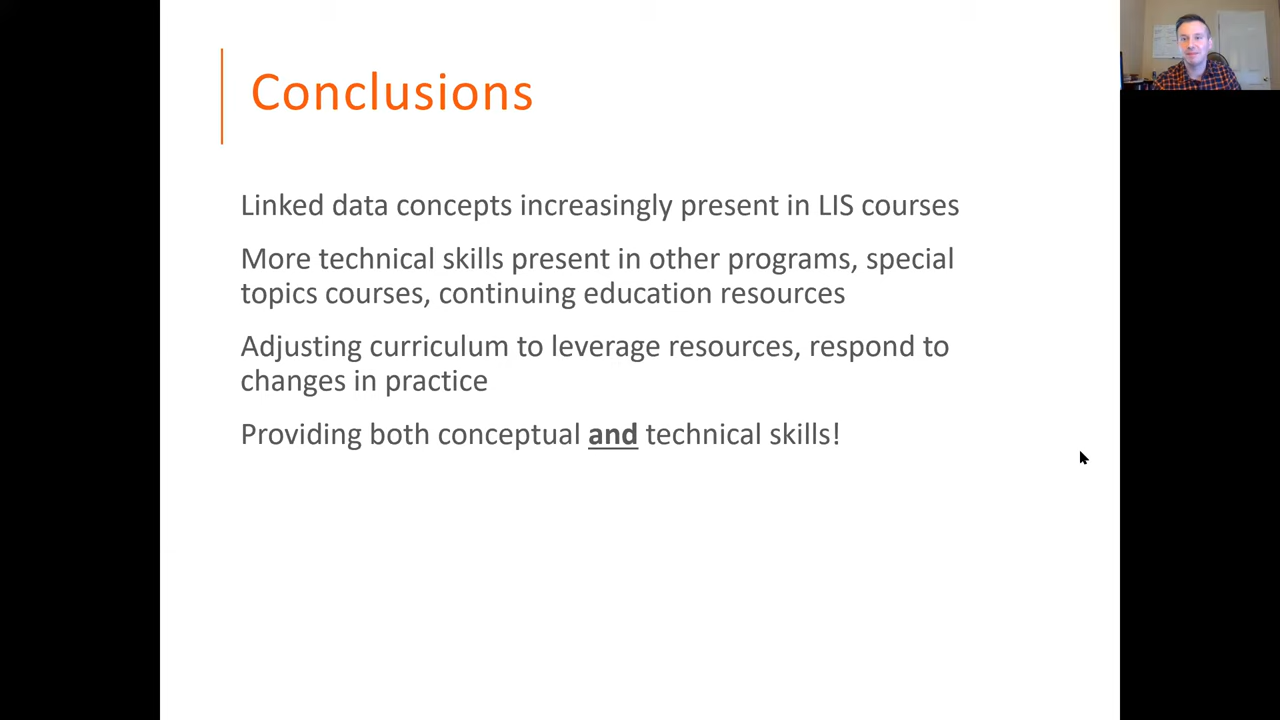 Conclusions
Linked data concepts increasingly present in LIS courses
More technical skills present in other programs, special
topics courses, continuing education resources
Adjusting curriculum to leverage resources, respond to
changes in practice
Providing both conceptual and technical skills!